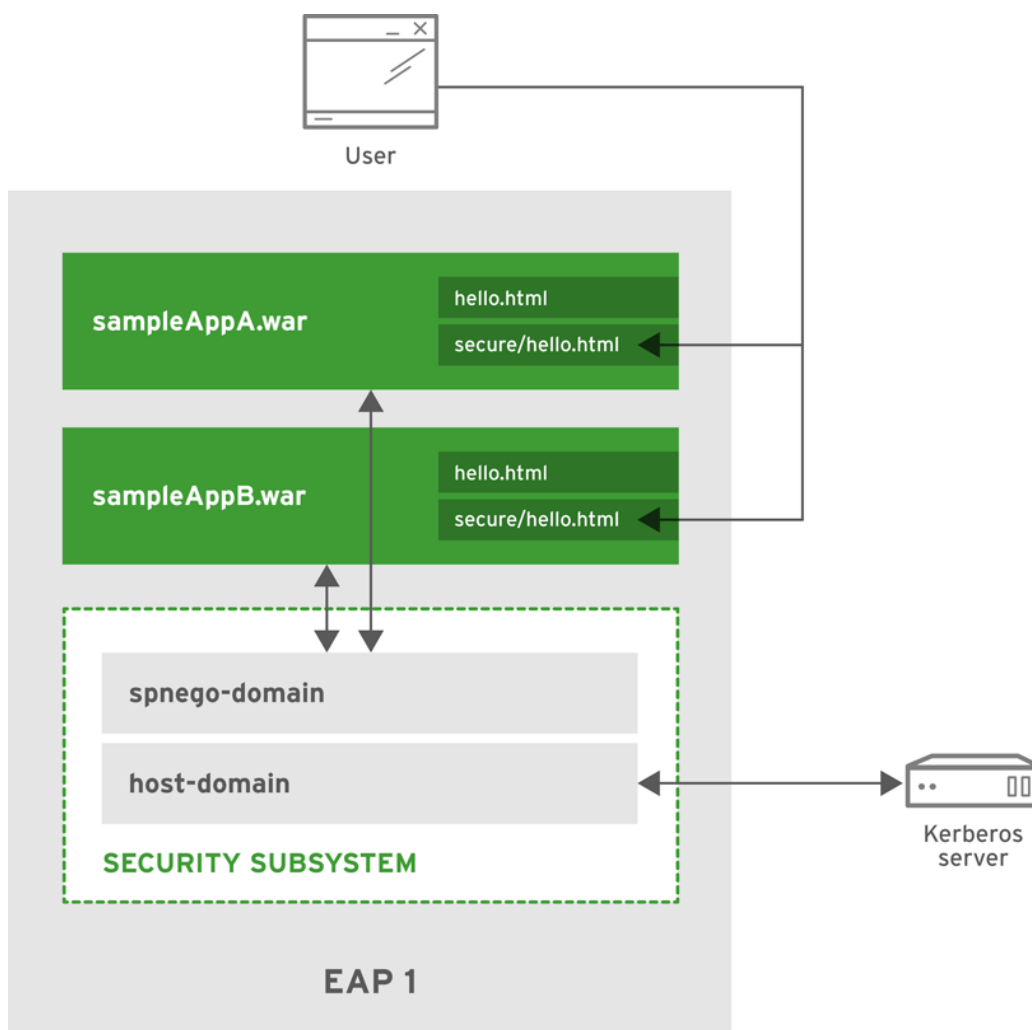 User
sampleAppA.war
hello.html
secure/hello.html
sampleAppB.war
hello.html
secure/hello.html
spnego-domain
host-domain
SECURITY SUBSYSTEM
Kerberos
server
EAP 1